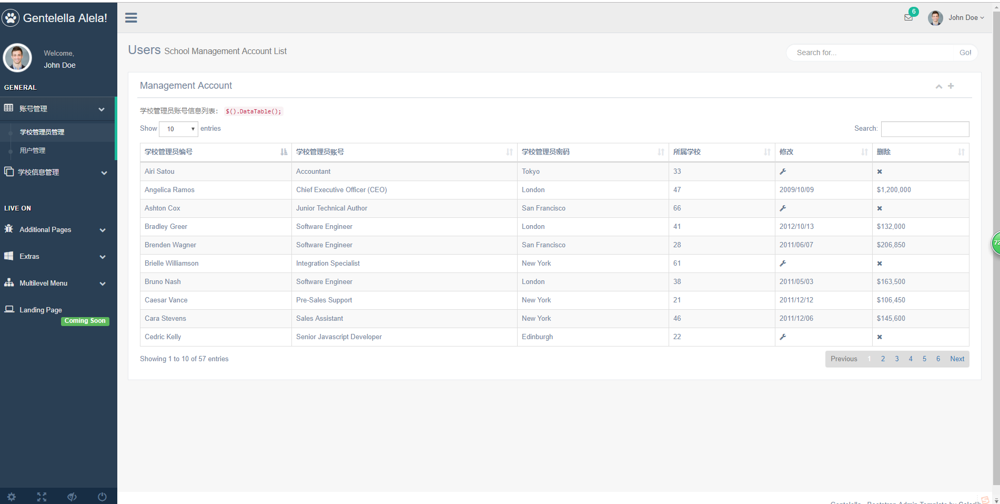 Gentelella Alela!
6
John Doe
Welcome,
John Doe
Users School Management Account List
Search for... Go!
GENERAL
账号管理
学校管理员管理
用户管理
学校信息管理
LIVE ON
Additional Pages
Extras
Multilevel Menu
Landing Page
Coming Soon
Management Account
学校管理员账号信息列表： $().DataTable();
Show 10 entries Search:
学校管理员编号 学校管理员账号 学校管理员密码 所属学校 修改 删除
Airi Satou Accountant Tokyo 33
Angelica Ramos Chief Executive Officer (CEO) London 47 2009/10/09 $1,200,000
Ashton Cox Junior Technical Author San Francisco 66
Bradley Greer Software Engineer London 41 2012/10/13 $132,000
Brenden Wagner Software Engineer San Francisco 28 2011/06/07 $206,850
Brielle Williamson Integration Specialist New York 61
Bruno Nash Software Engineer London 38 2011/05/03 $163,500
Caesar Vance Pre-Sales Support New York 21 2011/12/12 $106,450
Cara Stevens Sales Assistant New York 46 2011/12/06 $145,600
Cedric Kelly Senior Javascript Developer Edinburgh 22
Showing 1 to 10 of 57 entries Previous 1 2 3 4 5 6 Next
72
Gentelella - Bootstrap Admin Template by Colorlib